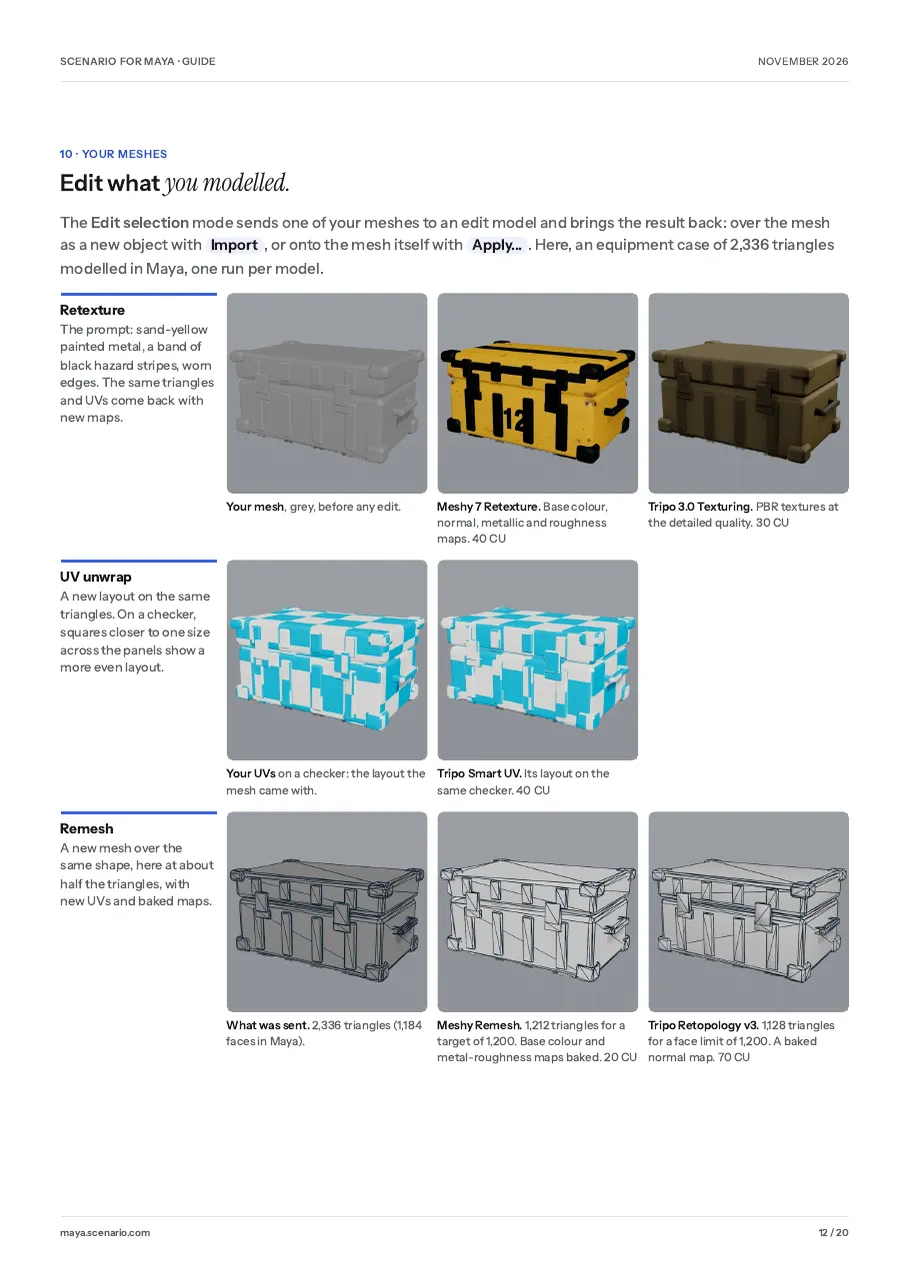 SCENARIO FOR MAYA · GUIDE
NOVEMBER 2026
10 · YOUR MESHES
Edit what you modelled.
The Edit selection mode sends one of your meshes to an edit model and brings the result back: over the mesh
as a new object with Import , or onto the mesh itself with Apply... . Here, an equipment case of 2,336 triangles
modelled in Maya, one run per model.
Retexture
The prompt: sand-yellow
painted metal, a band of
black hazard stripes, worn
edges. The same triangles
and UVs come back with
new maps.
12
Your mesh, grey, before any edit.
Meshy 7 Retexture. Base colour,
normal, metallic and roughness
maps. 40 CU
Tripo 3.0 Texturing. PBR textures at
the detailed quality. 30 CU
UV unwrap
A new layout on the same
triangles. On a checker,
squares closer to one size
across the panels show a
more even layout.
Your UVs on a checker: the layout the
mesh came with.
Tripo Smart UV. Its layout on the
same checker. 40 CU
Remesh
A new mesh over the
same shape, here at about
half the triangles, with
new UVs and baked maps.
What was sent. 2,336 triangles (1,184
faces in Maya).
Meshy Remesh. 1,212 triangles for a
target of 1,200. Base colour and
metal-roughness maps baked. 20 CU
Tripo Retopology v3. 1,128 triangles
for a face limit of 1,200. A baked
normal map. 70 CU
maya.scenario.com
12 / 20